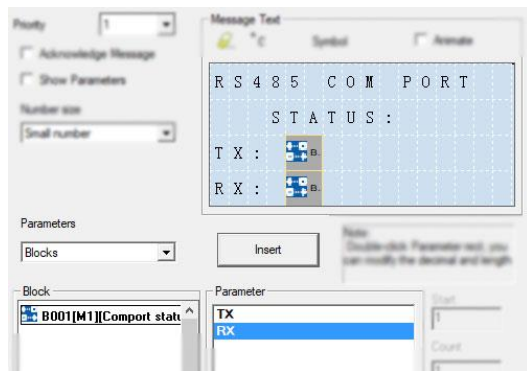 Priority
1
Message Text
°C
Symbol
Animate
Acknowledge Message
Show Parameters
Number size
Small number
RS485 COM PORT
STATUS:
TX: B.
RX: B.
Parameters
Blocks
Insert
Note:
Double-click Parameter rect, you
can modify the decimal and length
Block
B001[M1][Comport statu
Parameter
TX
RX
Start
1
Count
1